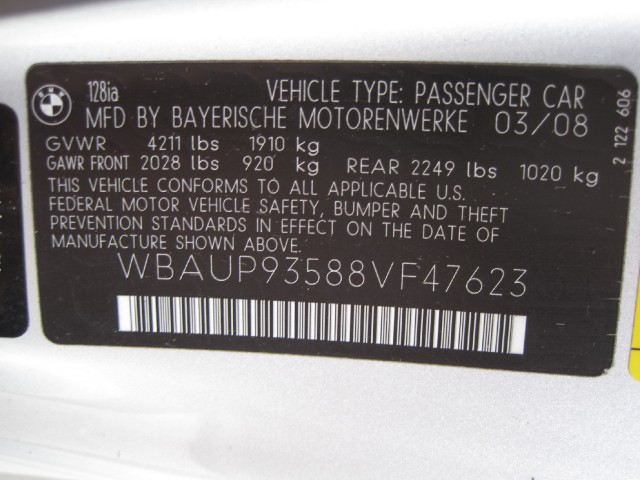 BMW
128ia VEHICLE TYPE: PASSENGER CAR
MFD BY BAYERISCHE MOTORENWERKE 03/08
GVWR 4211 lbs 1910 kg
GAWR FRONT 2028 lbs 920 kg REAR 2249 lbs 1020 kg
THIS VEHICLE CONFORMS TO ALL APPLICABLE U.S.
FEDERAL MOTOR VEHICLE SAFETY, BUMPER AND THEFT
PREVENTION STANDARDS IN EFFECT ON THE DATE OF
MANUFACTURE SHOWN ABOVE.
WBAUP93588VF47623
2 122 606